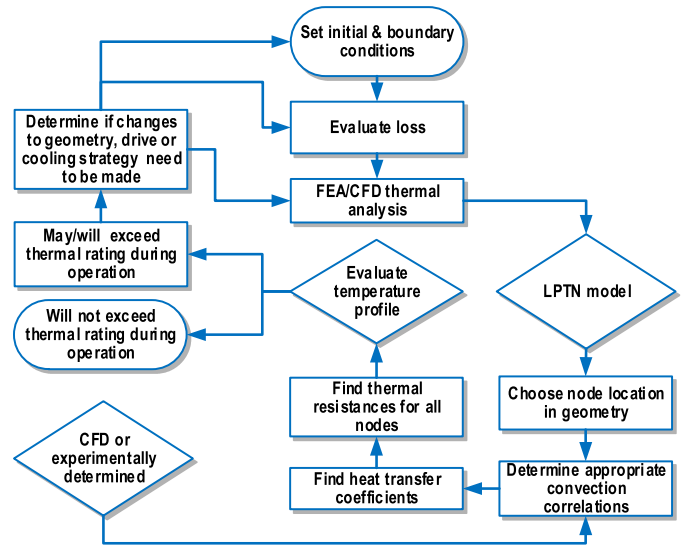 Set initial & boundary
conditions
Determine if changes
to geometry, drive or
cooling strategy need
to be made
Evaluate loss
FEA/CFD thermal
analysis
May/will exceed
thermal rating during
operation
Evaluate
temperature
profile
LPTN model
Will not exceed
thermal rating during
operation
Find thermal
resistances for all
nodes
Choose node location
in geometry
CFD or
experimentally
determined
Find heat transfer
coefficients
Determine appropriate
convection
correlations